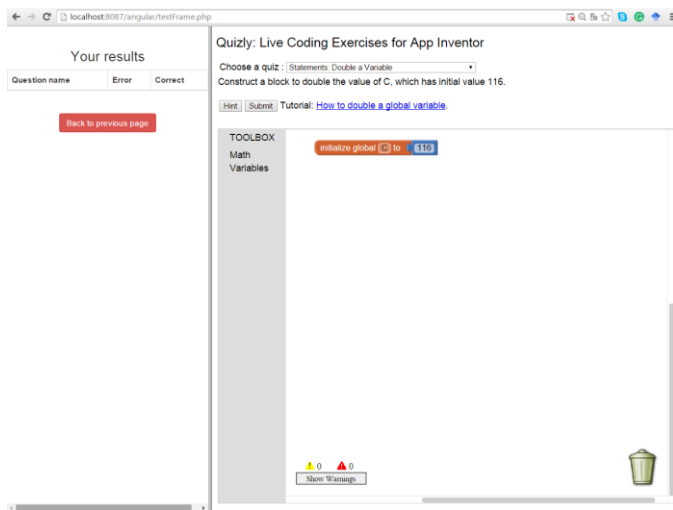 localhost:8087/angular/testFrame.php
Your results
Question name Error Correct
Back to previous page
Quizly: Live Coding Exercises for App Inventor
Choose a quiz : Statements: Double a Variable
Construct a block to double the value of C, which has initial value 116.
Hint Submit Tutorial: How to double a global variable.
TOOLBOX
Math
Variables
initialize global C to 116
0 0
Show Warnings